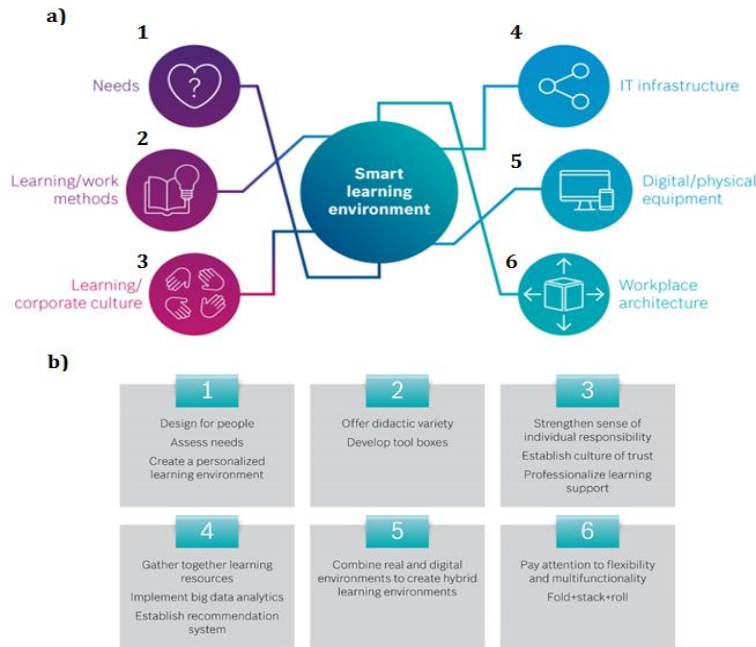 a)
1
Needs
2
Learning/work
methods
3
Learning/
corporate culture
?
Smart
learning
environment
4
IT infrastructure
5
Digital/physical
equipment
6
Workplace
architecture
b)
1
Design for people
Assess needs
Create a personalized
learning environment
2
Offer didactic variety
Develop tool boxes
3
Strengthen sense of
individual responsibility
Establish culture of trust
Professionalize learning
support
4
Gather together learning
resources
Implement big data analytics
Establish recommendation
system
5
Combine real and digital
environments to create hybrid
learning environments
6
Pay attention to flexibility
and multifunctionality
Fold+stack+roll